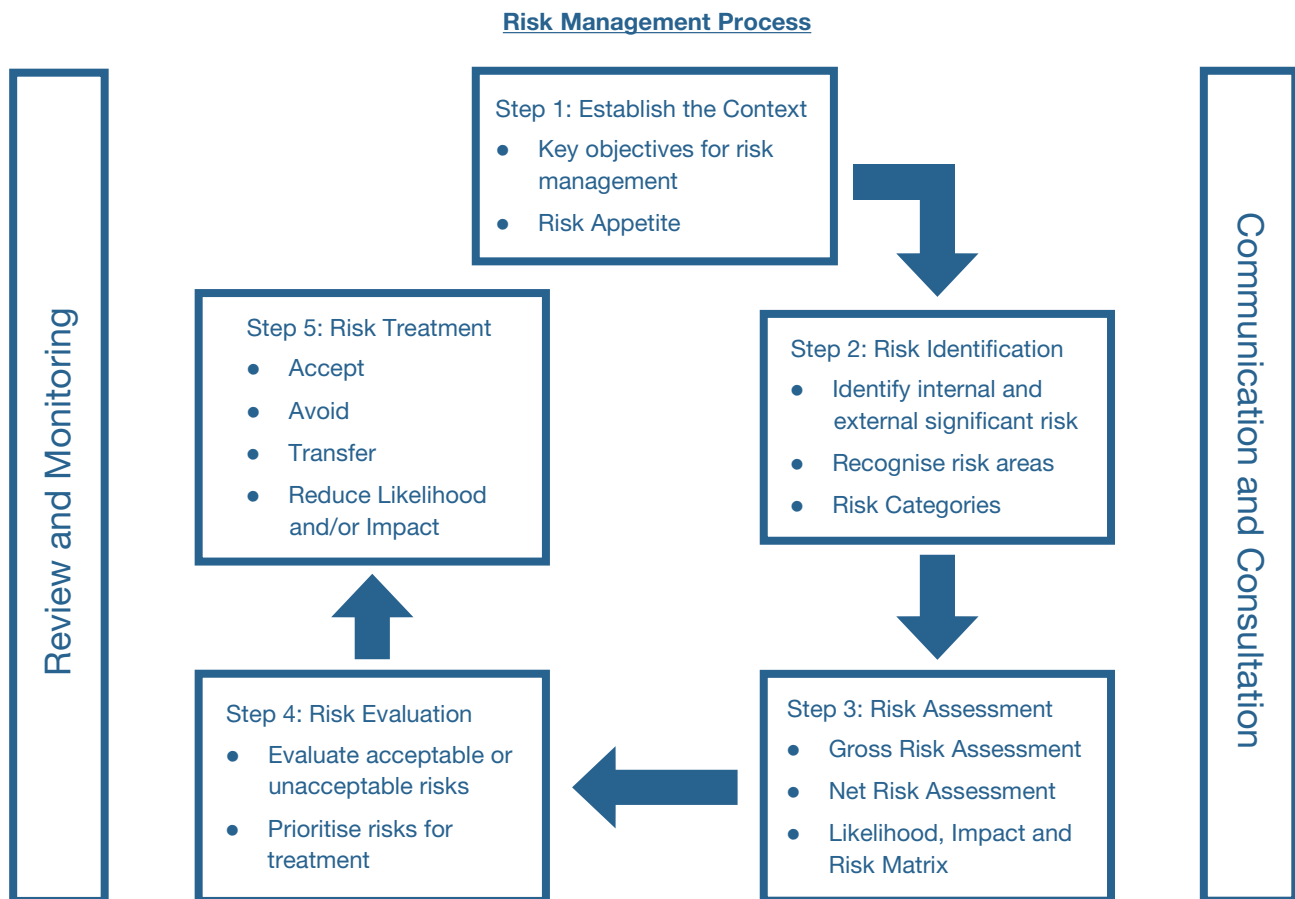 Risk Management Process
Review and Monitoring
Step 1: Establish the Context
● Key objectives for risk
management
● Risk Appetite
Step 2: Risk Identification
● Identify internal and
external significant risk
● Recognise risk areas
● Risk Categories
Step 3: Risk Assessment
● Gross Risk Assessment
● Net Risk Assessment
● Likelihood, Impact and
Risk Matrix
Step 4: Risk Evaluation
● Evaluate acceptable or
unacceptable risks
● Prioritise risks for
treatment
Step 5: Risk Treatment
● Accept
● Avoid
● Transfer
● Reduce Likelihood
and/or Impact
Communication and Consultation